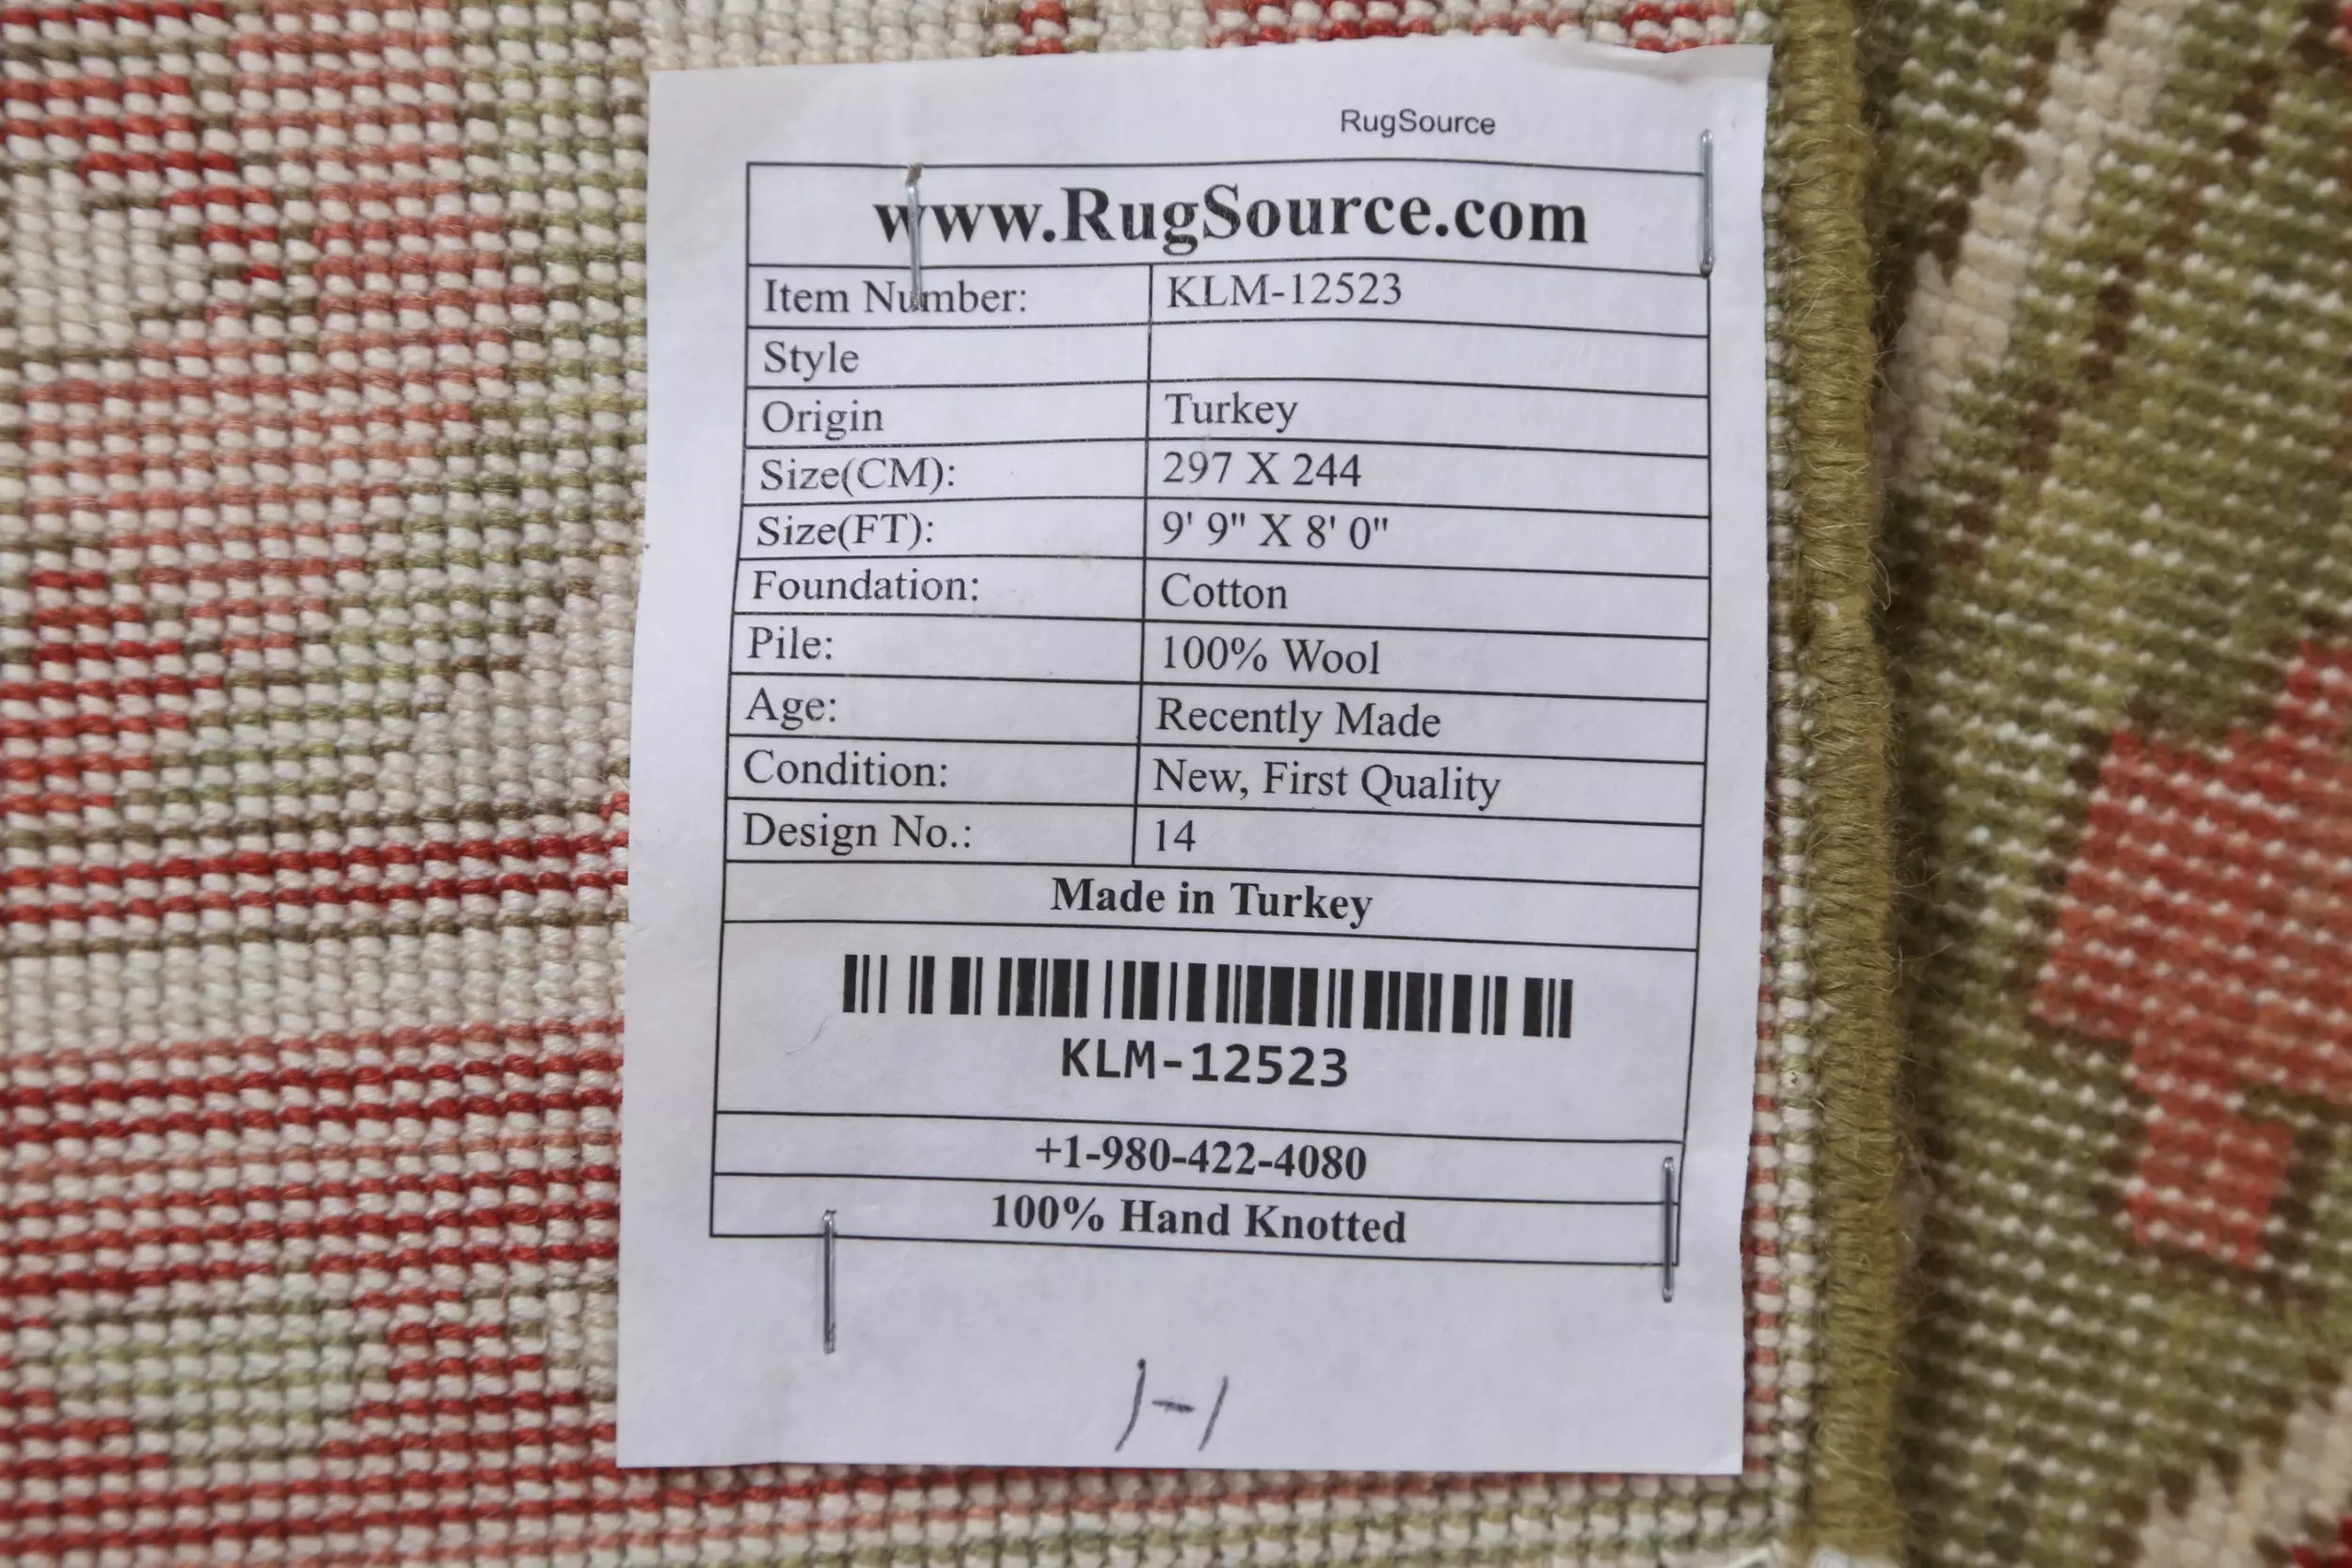 RugSource
www.RugSource.com
Item Number: KLM-12523
Style
Origin Turkey
Size(CM): 297 X 244
Size(FT): 9' 9" X 8' 0"
Foundation: Cotton
Pile: 100% Wool
Age: Recently Made
Condition: New, First Quality
Design No.: 14
Made in Turkey
KLM-12523
+1-980-422-4080
100% Hand Knotted
1-1